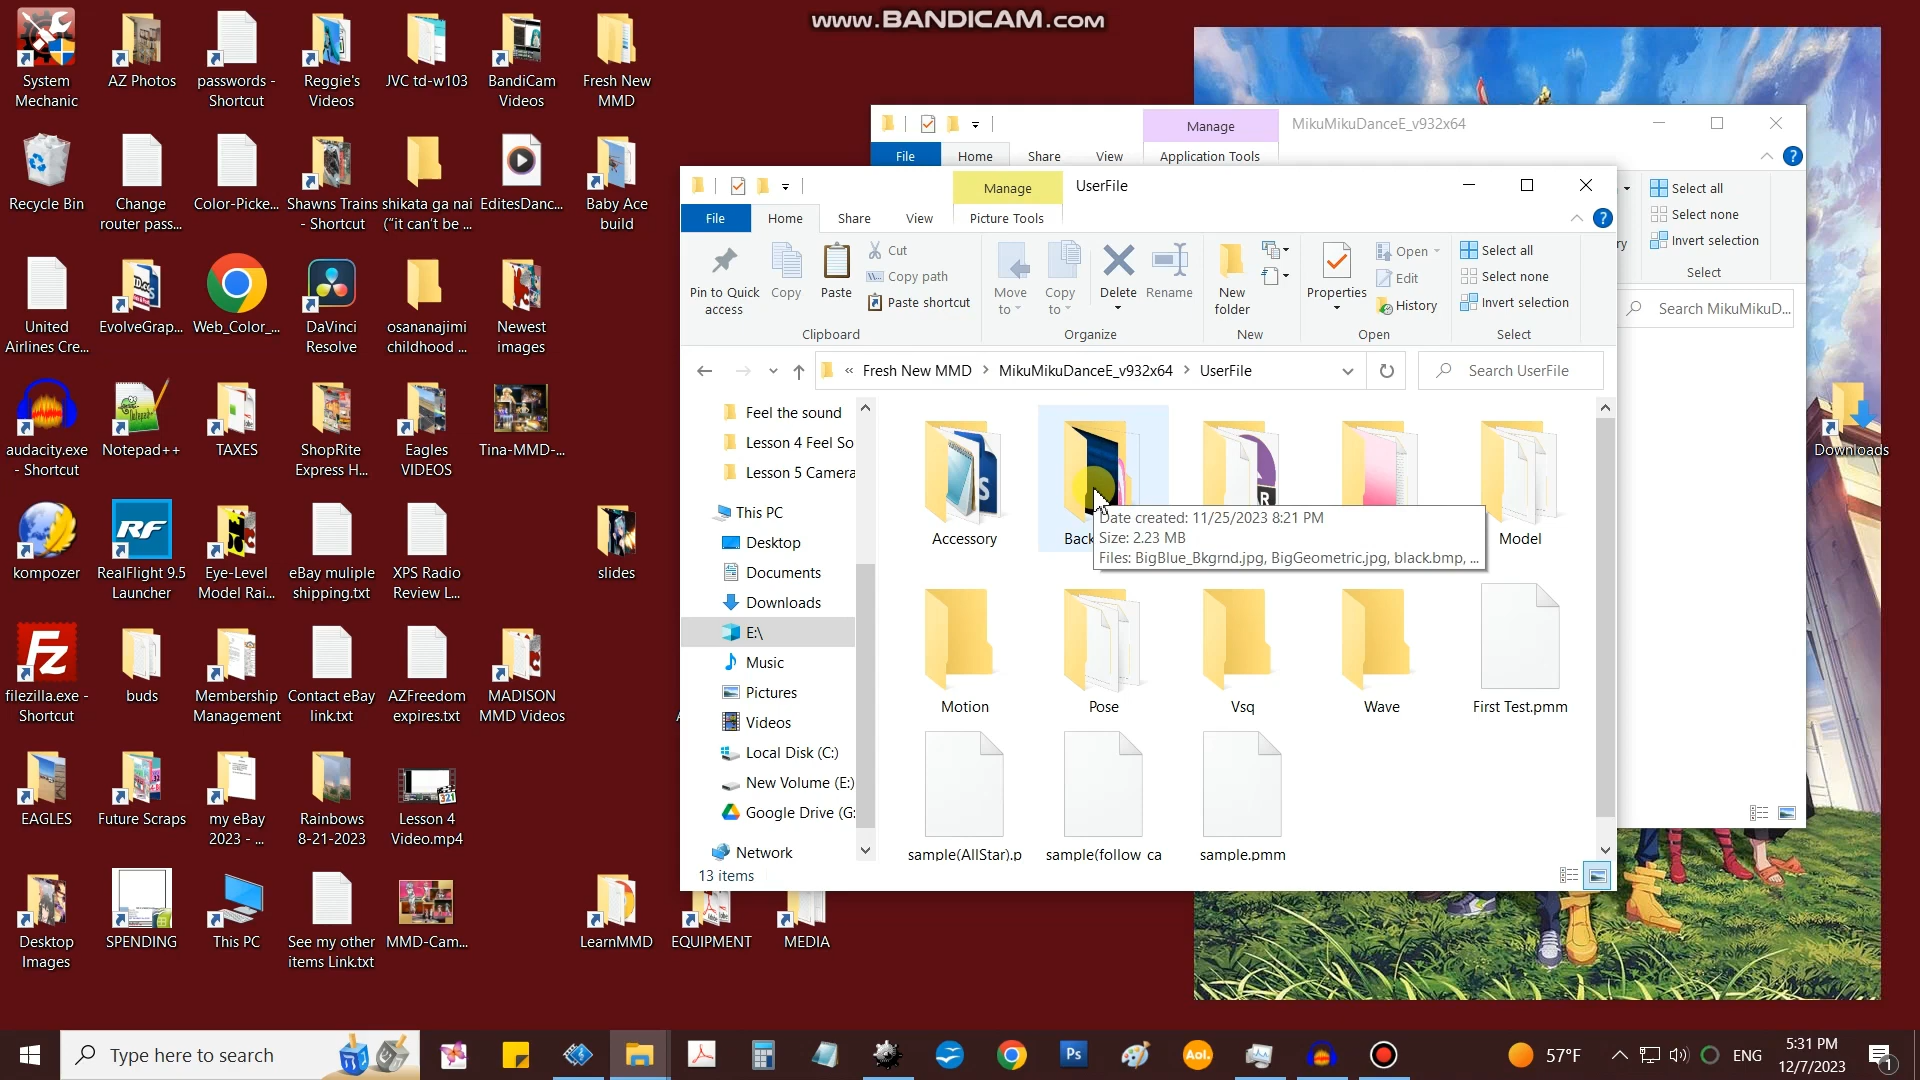 www.BANDICAM.com
System
Mechanic
AZ Photos
passwords -
Shortcut
Reggie's
Videos
JVC td-w103
BandiCam
Videos
Fresh New
MMD
Recycle Bin
Change
router pass...
Color-Picke...
Shawns Trains
- Shortcut
shikata ga nai
("it can't be ...
EditesDanc...
Baby Ace
build
United
Airlines Cre...
EvolveGrap...
Web_Color_...
DaVinci
Resolve
osananajimi
childhood ...
Newest
images
audacity.exe
- Shortcut
Notepad++
TAXES
ShopRite
Express H...
Eagles
VIDEOS
Tina-MMD-...
kompozer
RealFlight 9.5
Launcher
Eye-Level
Model Rai...
eBay muliple
shipping.txt
XPS Radio
Review L...
slides
filezilla.exe -
Shortcut
buds
Membership
Management
Contact eBay
link.txt
AZFreedom
expires.txt
MADISON
MMD Videos
EAGLES
Future Scraps
my eBay
2023 - ...
Rainbows
8-21-2023
Lesson 4
Video.mp4
Desktop
Images
SPENDING
This PC
See my other
items Link.txt
MMD-Cam...
LearnMMD
EQUIPMENT
MEDIA
Downloads
Manage
MikuMikuDanceE_v932x64
File
Home
Share
View
Application Tools
Select all
Select none
Invert selection
Select
Search MikuMikuD...
Manage
UserFile
File
Home
Share
View
Picture Tools
Pin to Quick
access
Copy
Paste
Cut
Copy path
Paste shortcut
Clipboard
Move
to
Copy
to
Delete
Rename
Organize
New
folder
New
Properties
Open
Edit
History
Open
Select all
Select none
Invert selection
Select
« Fresh New MMD > MikuMikuDanceE_v932x64 > UserFile
Search UserFile
Feel the sound
Lesson 4 Feel So
Lesson 5 Camera
This PC
Desktop
Documents
Downloads
E:\
Music
Pictures
Videos
Local Disk (C:)
New Volume (E:)
Google Drive (G:
Network
Accessory
Back
Model
Date created: 11/25/2023 8:21 PM
Size: 2.23 MB
Files: BigBlue_Bkgrnd.jpg, BigGeometric.jpg, black.bmp, ...
Motion
Pose
Vsq
Wave
First Test.pmm
sample(AllStar).p
sample(follow ca
sample.pmm
13 items
Type here to search
57°F
ENG
5:31 PM
12/7/2023
1